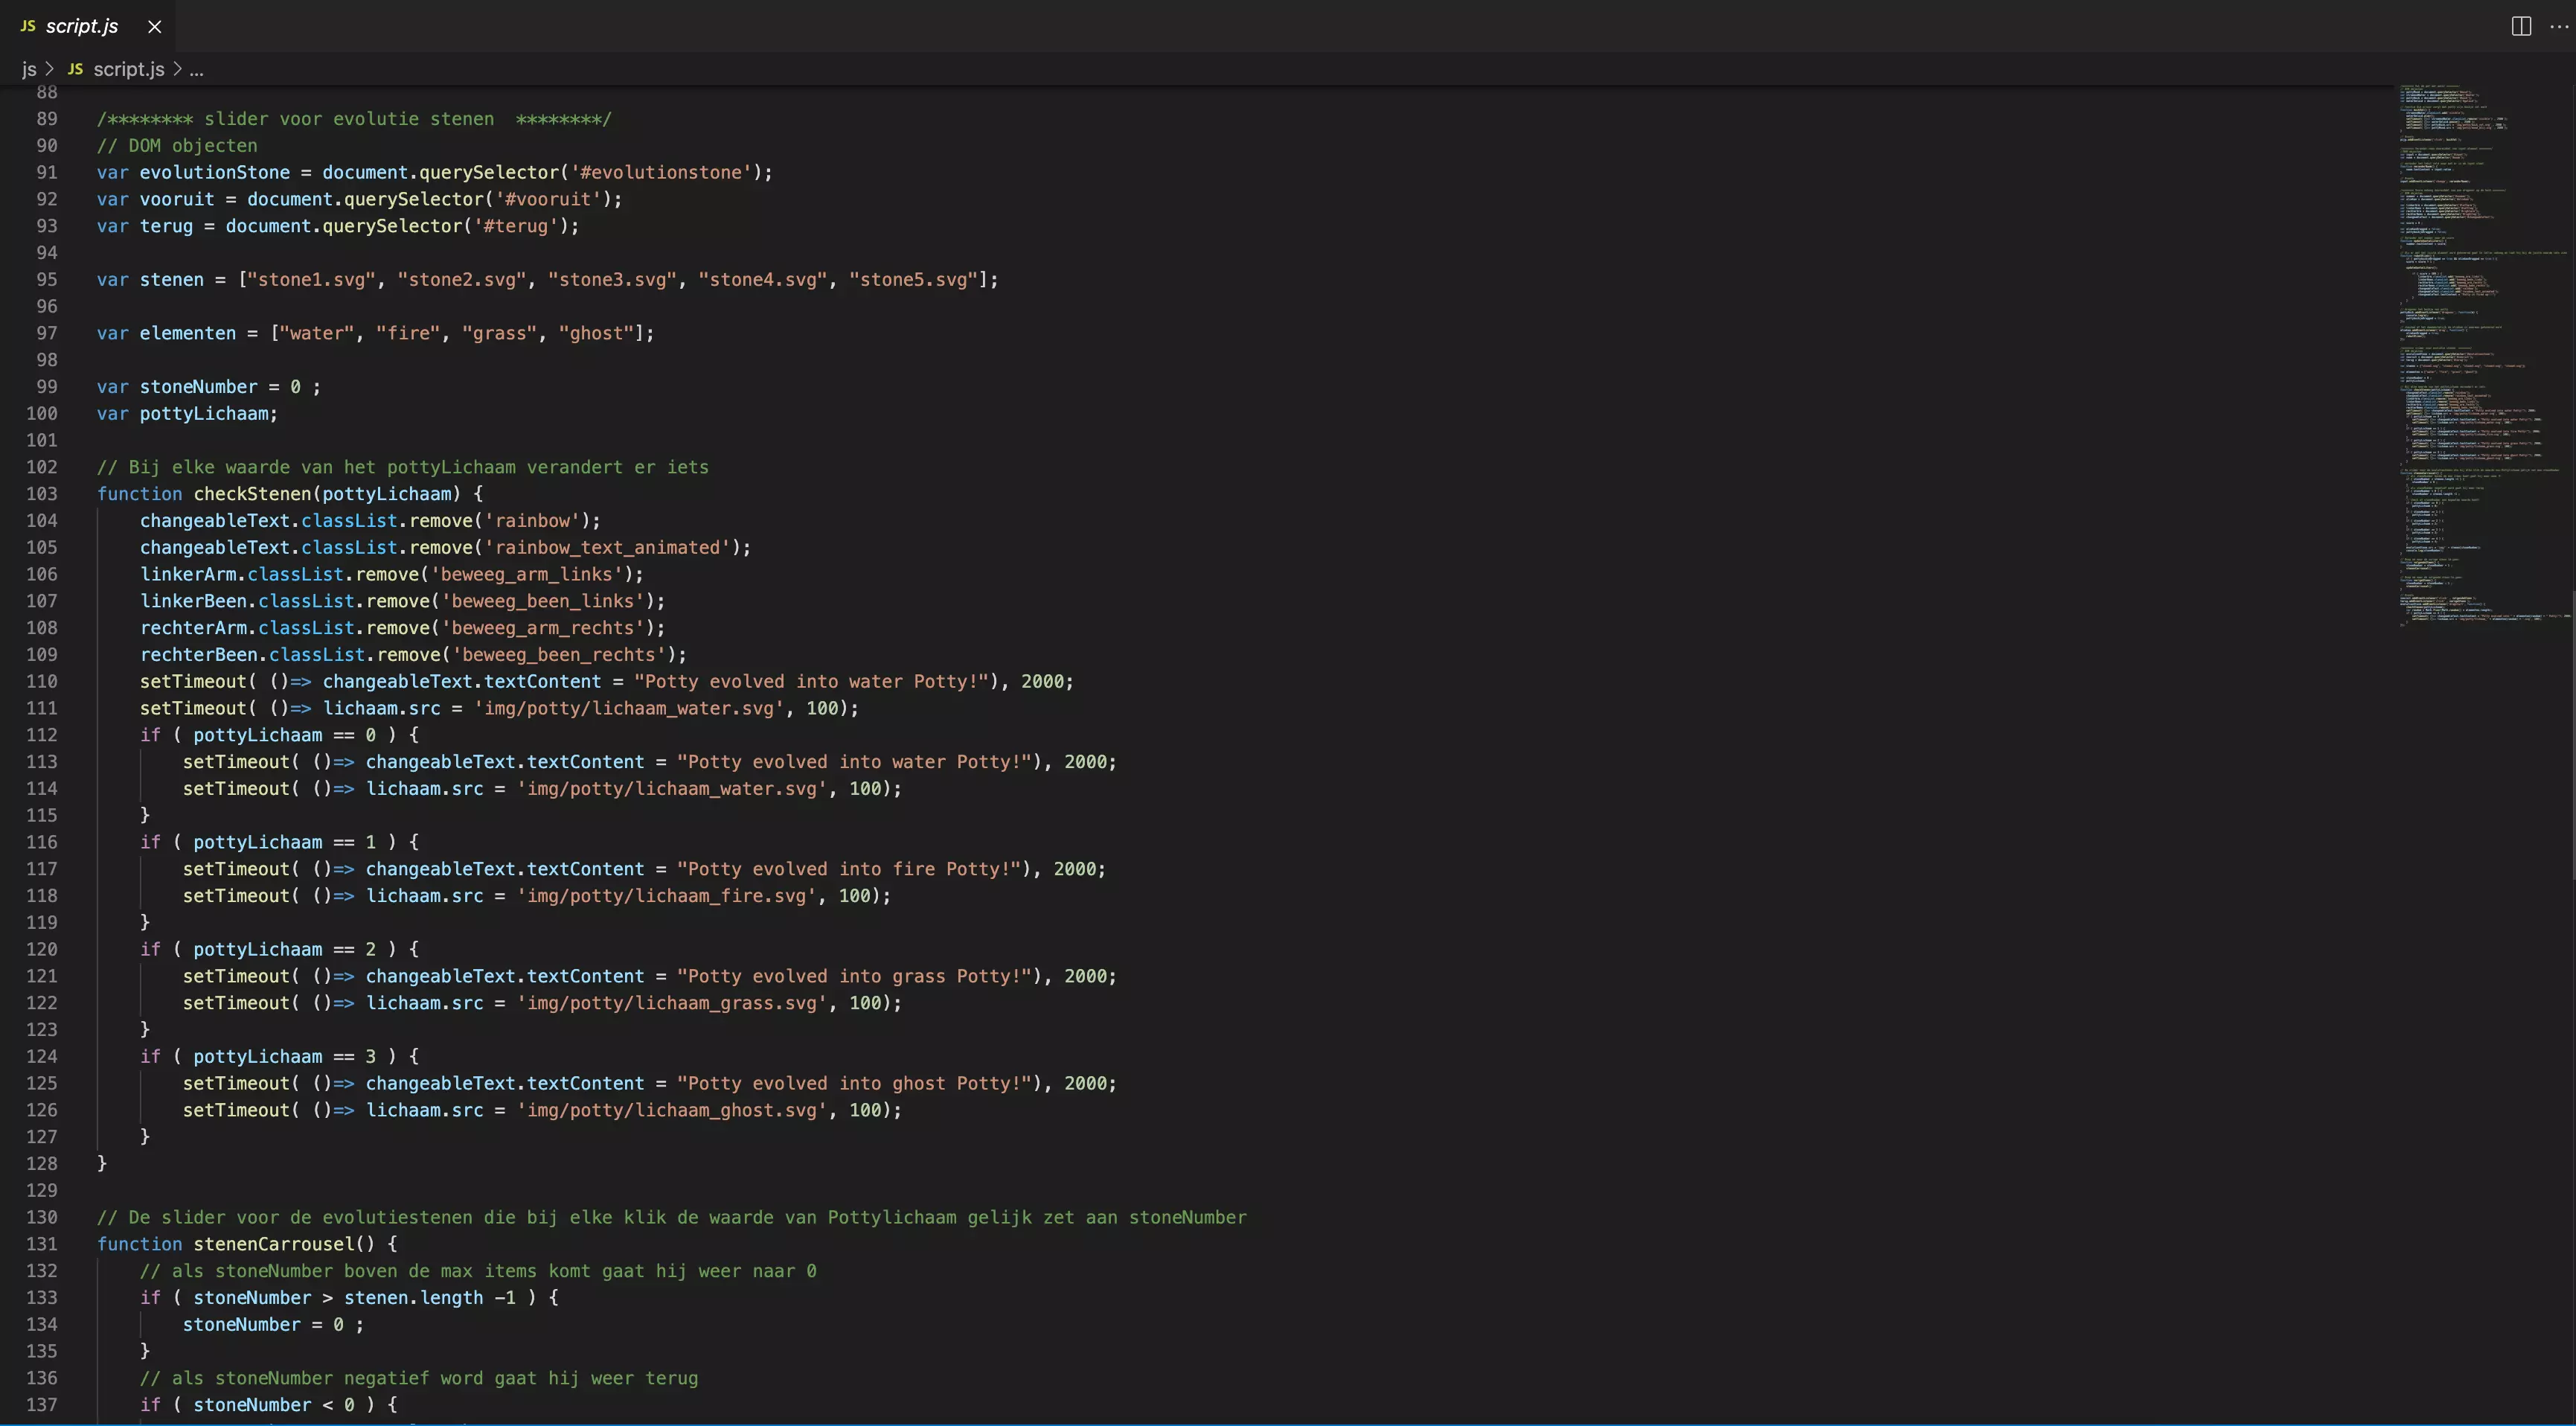 JS script.js
js > JS script.js > ...
88
89 /******** slider voor evolutie stenen  ********/
90 // DOM objecten
91 var evolutionStone = document.querySelector('#evolutionstone');
92 var vooruit = document.querySelector('#vooruit');
93 var terug = document.querySelector('#terug');
94
95 var stenen = ["stone1.svg", "stone2.svg", "stone3.svg", "stone4.svg", "stone5.svg"];
96
97 var elementen = ["water", "fire", "grass", "ghost"];
98
99 var stoneNumber = 0 ;
100 var pottyLichaam;
101
102 // Bij elke waarde van het pottyLichaam verandert er iets
103 function checkStenen(pottyLichaam) {
104     changeableText.classList.remove('rainbow');
105     changeableText.classList.remove('rainbow_text_animated');
106     linkerArm.classList.remove('beweeg_arm_links');
107     linkerBeen.classList.remove('beweeg_been_links');
108     rechterArm.classList.remove('beweeg_arm_rechts');
109     rechterBeen.classList.remove('beweeg_been_rechts');
110     setTimeout( ()=> changeableText.textContent = "Potty evolved into water Potty!"), 2000;
111     setTimeout( ()=> lichaam.src = 'img/potty/lichaam_water.svg', 100);
112     if ( pottyLichaam == 0 ) {
113         setTimeout( ()=> changeableText.textContent = "Potty evolved into water Potty!"), 2000;
114         setTimeout( ()=> lichaam.src = 'img/potty/lichaam_water.svg', 100);
115     }
116     if ( pottyLichaam == 1 ) {
117         setTimeout( ()=> changeableText.textContent = "Potty evolved into fire Potty!"), 2000;
118         setTimeout( ()=> lichaam.src = 'img/potty/lichaam_fire.svg', 100);
119     }
120     if ( pottyLichaam == 2 ) {
121         setTimeout( ()=> changeableText.textContent = "Potty evolved into grass Potty!"), 2000;
122         setTimeout( ()=> lichaam.src = 'img/potty/lichaam_grass.svg', 100);
123     }
124     if ( pottyLichaam == 3 ) {
125         setTimeout( ()=> changeableText.textContent = "Potty evolved into ghost Potty!"), 2000;
126         setTimeout( ()=> lichaam.src = 'img/potty/lichaam_ghost.svg', 100);
127     }
128 }
129
130 // De slider voor de evolutiestenen die bij elke klik de waarde van Pottylichaam gelijk zet aan stoneNumber
131 function stenenCarrousel() {
132     // als stoneNumber boven de max items komt gaat hij weer naar 0
133     if ( stoneNumber > stenen.length -1 ) {
134         stoneNumber = 0 ;
135     }
136     // als stoneNumber negatief word gaat hij weer terug
137     if ( stoneNumber < 0 ) {